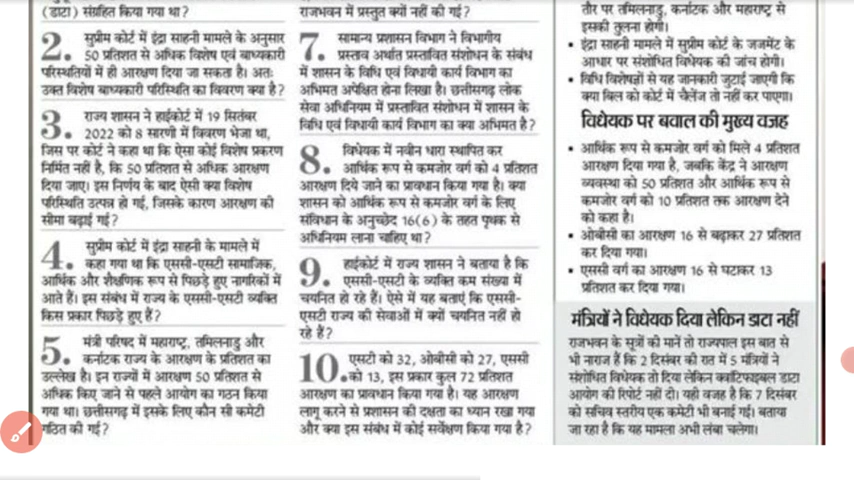 (डाटा) संग्रहित किया गया था?
2. सुप्रीम कोर्ट में इंद्रा साहनी मामले के अनुसार
50 प्रतिशत से अधिक विशेष एवं बाध्यकारी
परिस्थितियों में ही आरक्षण दिया जा सकता है। अतः
उक्त विशेष बाध्यकारी परिस्थिति का विवरण क्या है?
3. राज्य शासन ने हाईकोर्ट में 19 सितंबर
2022 को 8 सारणी में विवरण भेजा था,
जिस पर कोर्ट ने कहा था कि ऐसा कोई विशेष प्रकरण
निर्मित नहीं है, कि 50 प्रतिशत से अधिक आरक्षण
दिया जाए। इस निर्णय के बाद ऐसी क्या विशेष
परिस्थिति उत्पन्न हो गई, जिसके कारण आरक्षण की
सीमा बढ़ाई गई?
4. सुप्रीम कोर्ट में इंद्रा साहनी के मामले में
कहा गया था कि एससी-एसटी सामाजिक,
आर्थिक और शैक्षणिक रूप से पिछड़े हुए नागरिकों में
आते हैं। इस संबंध में राज्य के एससी-एसटी व्यक्ति
किस प्रकार पिछड़े हुए हैं?
5. मंत्री परिषद में महाराष्ट्र, तमिलनाडु और
कर्नाटक राज्य के आरक्षण के प्रतिशत का
उल्लेख है। इन राज्यों में आरक्षण 50 प्रतिशत से
अधिक किए जाने से पहले आयोग का गठन किया
गया था। छत्तीसगढ़ में इसके लिए कौन सी कमेटी
गठित की गई?
राजभवन में प्रस्तुत क्यों नहीं की गई?
7. सामान्य प्रशासन विभाग ने विभागीय
प्रस्ताव अर्थात प्रस्तावित संशोधन के संबंध
में शासन के विधि एवं विधायी कार्य विभाग का
अभिमत अपेक्षित होना लिखा है। छत्तीसगढ़ लोक
सेवा अधिनियम में प्रस्तावित संशोधन में शासन के
विधि एवं विधायी कार्य विभाग का क्या अभिमत है?
8. विधेयक में नवीन धारा स्थापित कर
आर्थिक रूप से कमजोर वर्ग को 4 प्रतिशत
आरक्षण दिये जाने का प्रावधान किया गया है। क्या
शासन को आर्थिक रूप से कमजोर वर्ग के लिए
संविधान के अनुच्छेद 16(6) के तहत पृथक से
अधिनियम लाना चाहिए था?
9. हाईकोर्ट में राज्य शासन ने बताया है कि
एससी-एसटी के व्यक्ति कम संख्या में
चयनित हो रहे हैं। ऐसे में यह बताएं कि एससी-
एसटी राज्य की सेवाओं में क्यों चयनित नहीं हो
रहे हैं?
10. एसटी को 32, ओबीसी को 27, एससी
को 13, इस प्रकार कुल 72 प्रतिशत
आरक्षण का प्रावधान किया गया है। यह आरक्षण
लागू करने से प्रशासन की दक्षता का ध्यान रखा गया
और क्या इस संबंध में कोई सर्वेक्षण किया गया है?
तौर पर तमिलनाडु, कर्नाटक और महाराष्ट्र से
इसकी तुलना होगी।
• इंद्रा साहनी मामले में सुप्रीम कोर्ट के जजमेंट के
आधार पर संशोधित विधेयक की जांच होगी।
• विधि विशेषज्ञों से यह जानकारी जुटाई जाएगी कि
क्या बिल को कोर्ट में चैलेंज तो नहीं कर पाएगा।
विधेयक पर बवाल की मुख्य वजह
• आर्थिक रूप से कमजोर वर्ग को मिले 4 प्रतिशत
आरक्षण दिया गया है, जबकि केंद्र ने आरक्षण
व्यवस्था को 50 प्रतिशत और आर्थिक रूप से
कमजोर वर्ग को 10 प्रतिशत तक आरक्षण देने
को कहा है।
• ओबीसी का आरक्षण 16 से बढ़ाकर 27 प्रतिशत
कर दिया गया।
• एससी वर्ग का आरक्षण 16 से घटाकर 13
प्रतिशत कर दिया गया।
मंत्रियों ने विधेयक दिया लेकिन डाटा नहीं
राजभवन के सूत्रों की मानें तो राज्यपाल इस बात से
भी नाराज हैं कि 2 दिसंबर की रात में 5 मंत्रियों ने
संशोधित विधेयक तो दिया लेकिन क्वांटिफाइबल डाटा
आयोग की रिपोर्ट नहीं दी। यही वजह है कि 7 दिसंबर
को सचिव स्तरीय एक कमेटी भी बनाई गई। बताया
जा रहा है कि यह मामला अभी लंबा चलेगा।